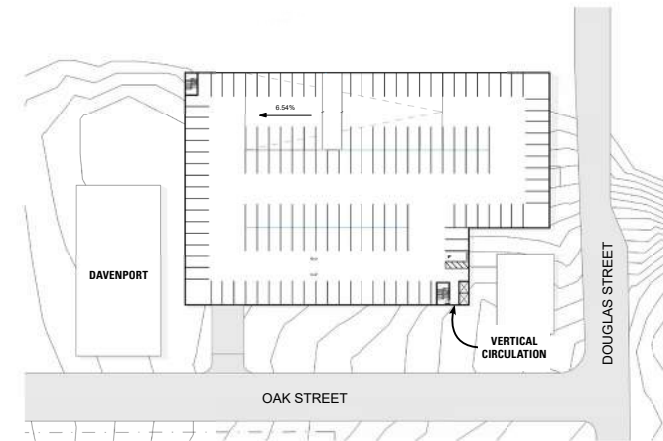 6.54%
DAVENPORT
DOUGLAS STREET
VERTICAL
CIRCULATION
OAK STREET